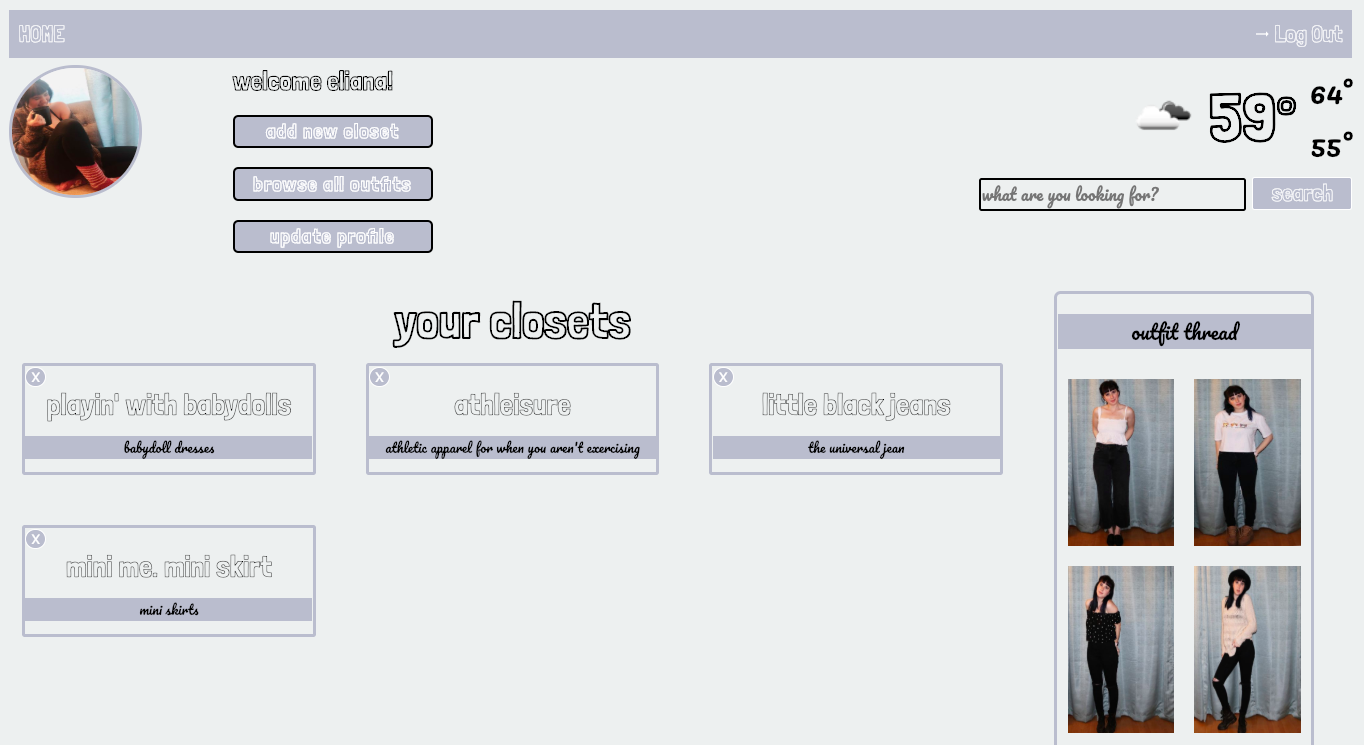 HOME
→ Log Out
welcome eliana!
add new closet
browse all outfits
update profile
59°
64°
55°
what are you looking for?
search
your closets
X
playin' with babydolls
babydoll dresses
X
athleisure
athletic apparel for when you aren't exercising
X
little black jeans
the universal jean
X
mini me. mini skirt
mini skirts
outfit thread